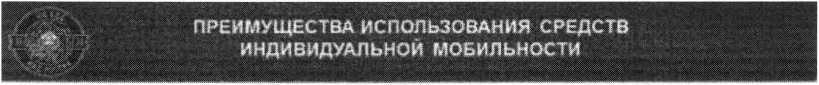 ПРЕИМУЩЕСТВА ИСПОЛЬЗОВАНИЯ СРЕДСТВ
ИНДИВИДУАЛЬНОЙ МОБИЛЬНОСТИ